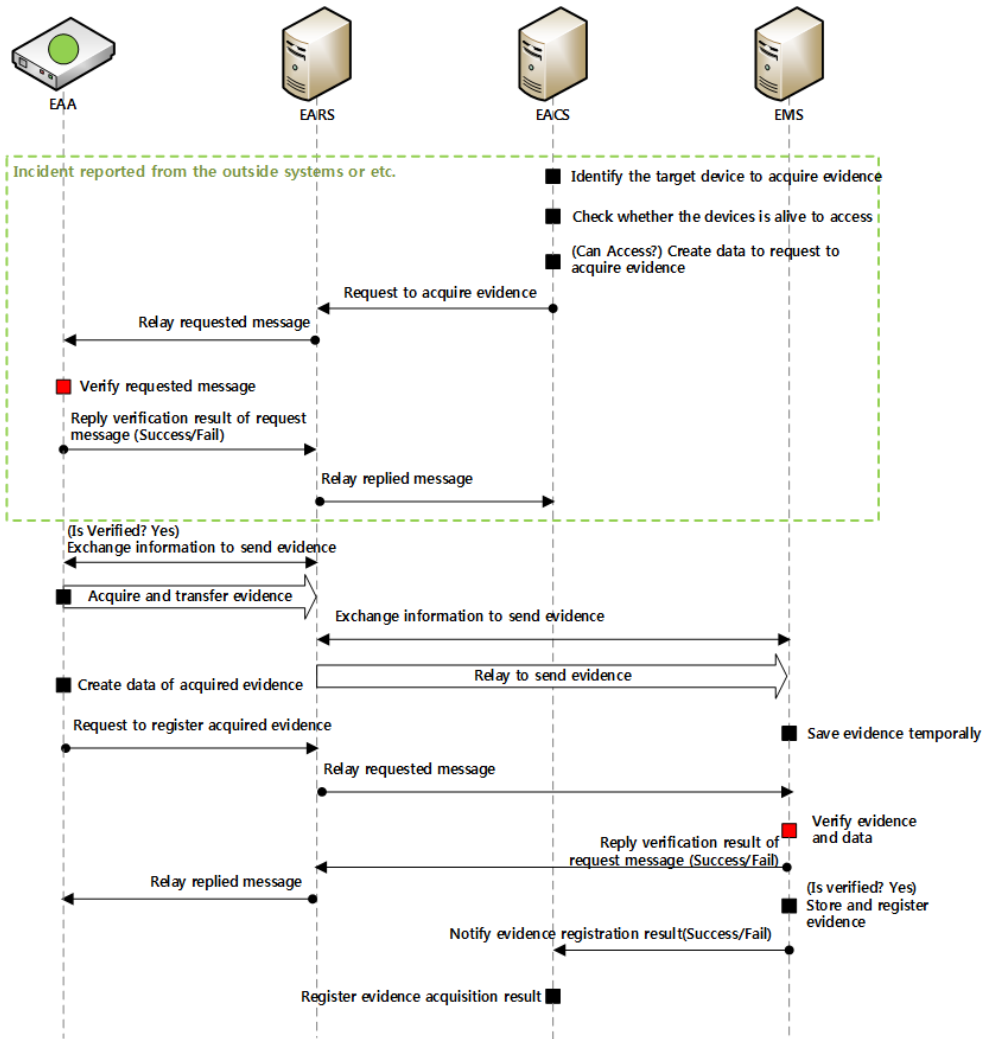 EAA
EARS
EACS
EMS
Incident reported from the outside systems or etc.
Identify the target device to acquire evidence
Check whether the devices is alive to access
(Can Access?) Create data to request to
acquire evidence
Request to acquire evidence
Relay requested message
Verify requested message
Reply verification result of request
message (Success/Fail)
Relay replied message
(Is Verified? Yes)
Exchange information to send evidence
Acquire and transfer evidence
Exchange information to send evidence
Relay to send evidence
Create data of acquired evidence
Request to register acquired evidence
Save evidence temporally
Relay requested message
Verify evidence
and data
Reply verification result of
request message (Success/Fail)
Relay replied message
(Is verified? Yes)
Store and register
evidence
Notify evidence registration result(Success/Fail)
Register evidence acquisition result